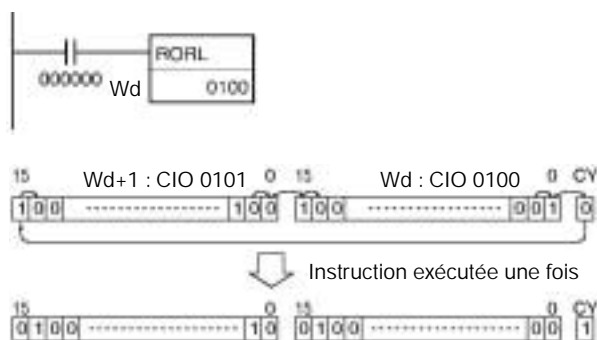 RORL
000000 Wd 0100
15 Wd+1 : CIO 0101 0 15 Wd : CIO 0100 0 CY
1 0 0 1 0 0 1 0 0 0 0 1 0
Instruction exécutée une fois
15 0 15 0 CY
0 1 0 0 1 0 0 1 0 0 0 0 1